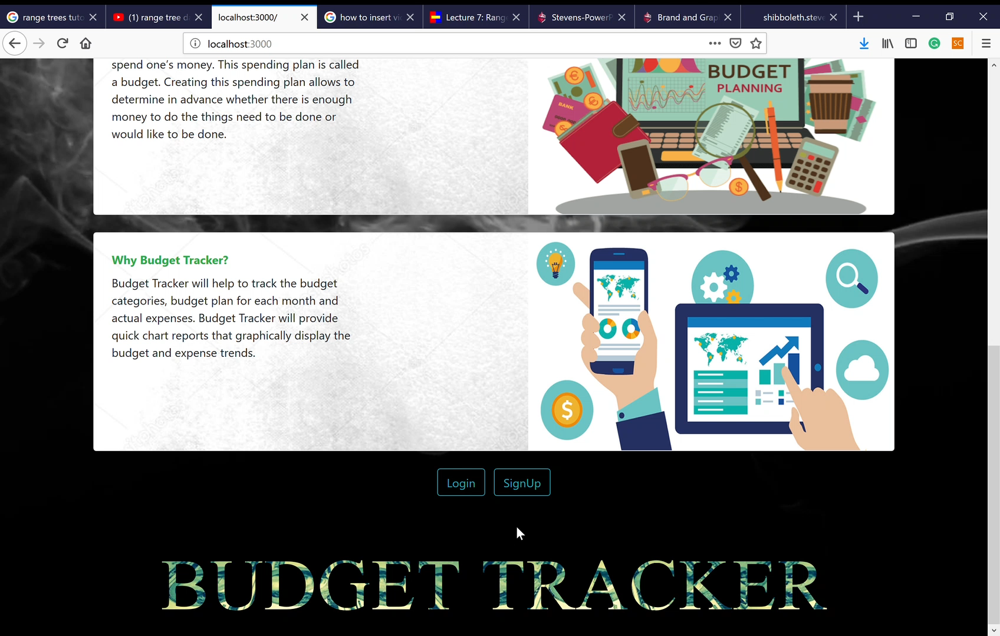 range trees tuto
(1) range tree d
localhost:3000/
how to insert vi
Lecture 7: Rang
Stevens-PowerP
Brand and Grap
shibboleth.steve
localhost:3000
SC
spend one’s money. This spending plan is called
a budget. Creating this spending plan allows to
determine in advance whether there is enough
money to do the things need to be done or
would like to be done.
BUDGET
PLANNING
BANK
Why Budget Tracker?
Budget Tracker will help to track the budget
categories, budget plan for each month and
actual expenses. Budget Tracker will provide
quick chart reports that graphically display the
budget and expense trends.
$
$
Login
SignUp
BUDGET TRACKER